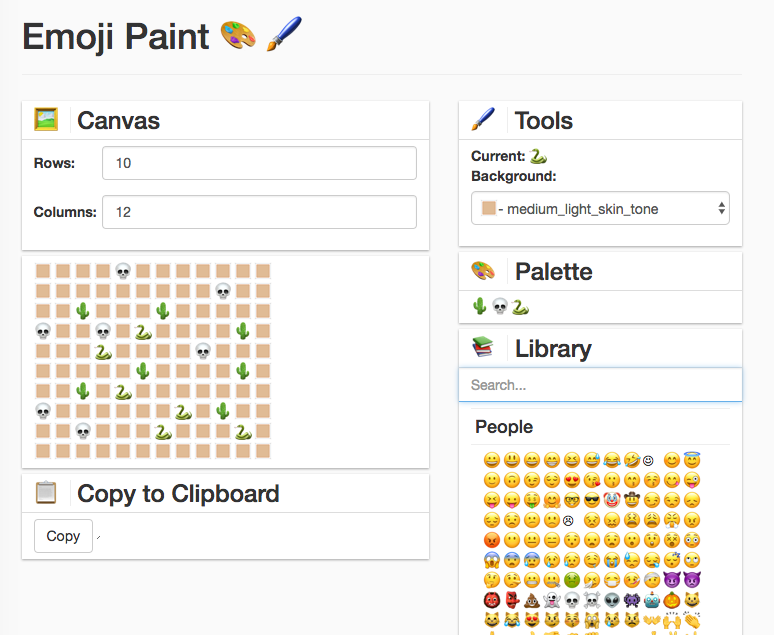 Emoji Paint 🎨 🖌️
🖼️ Canvas
Rows: 10
Columns: 12
📋 Copy to Clipboard
Copy
🖌️ Tools
Current: 🐍
Background:
- medium_light_skin_tone
🎨 Palette
🌵 💀 🐍
📚 Library
Search...
People